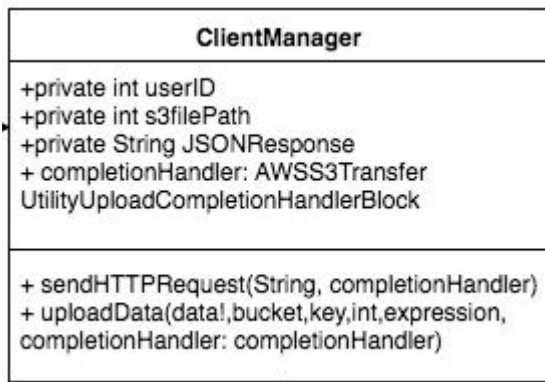 ClientManager
+private int userID
+private int s3filePath
+private String JSONResponse
+ completionHandler: AWSS3Transfer
UtilityUploadCompletionHandlerBlock
+ sendHTTPRequest(String, completionHandler)
+ uploadData(data!,bucket,key,int,expression,
completionHandler: completionHandler)